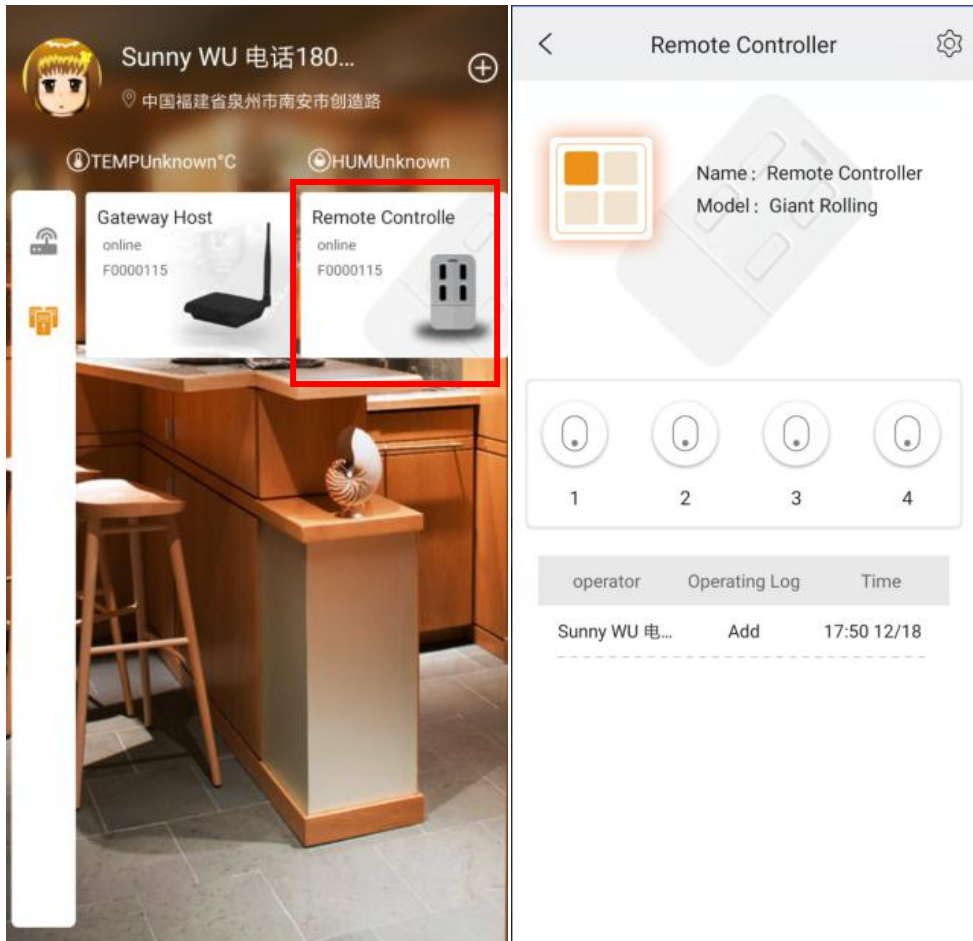 Sunny WU 电话180...
中国福建省泉州市南安市创造路
TEMPUnknown°C
HUMUnknown
Gateway Host
online
F0000115
Remote Controlle
online
F0000115
Remote Controller
Name: Remote Controller
Model: Giant Rolling
1 2 3 4
operator Operating Log Time
Sunny WU 电... Add 17:50 12/18